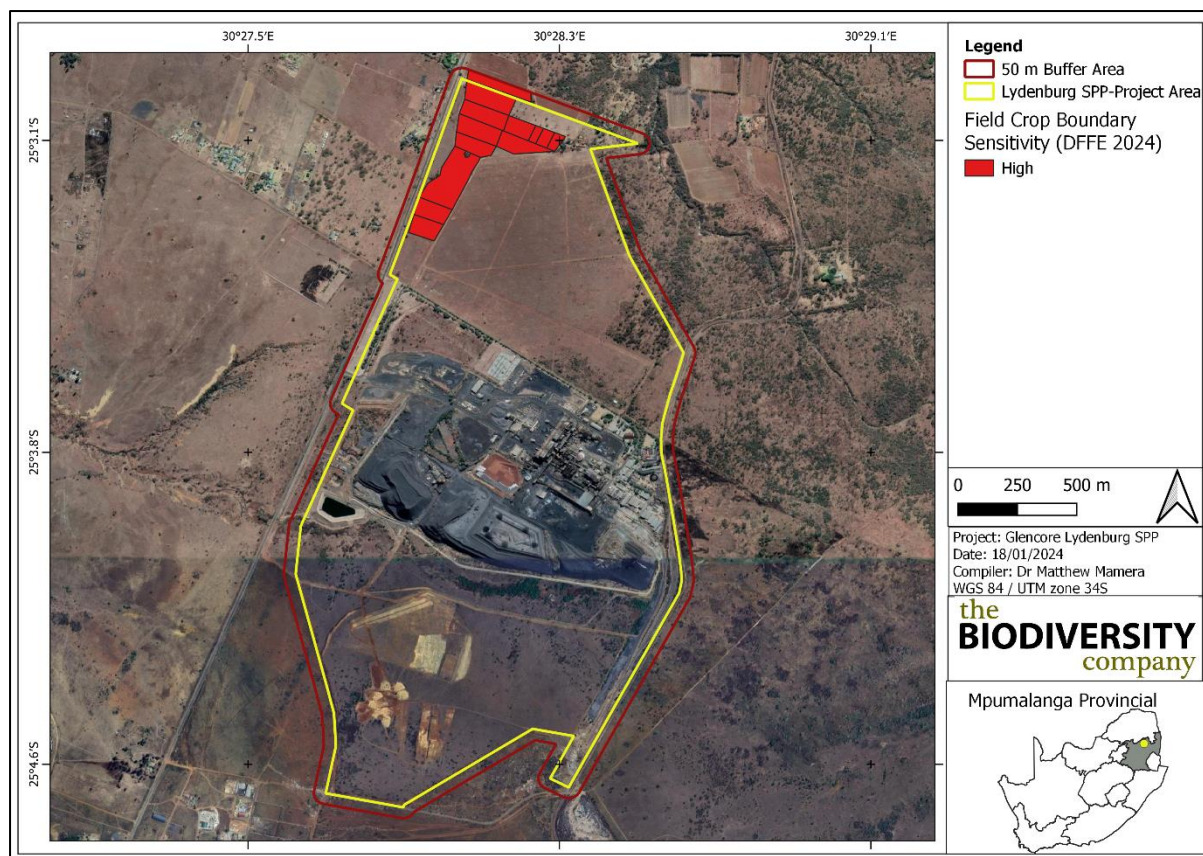 30°27.5'E 30°28.3'E 30°29.1'E
25°3.1'S
25°3.8'S
25°4.6'S
Legend
50 m Buffer Area
Lydenburg SPP-Project Area
Field Crop Boundary
Sensitivity (DFFE 2024)
High
0 250 500 m
Project: Glencore Lydenburg SPP
Date: 18/01/2024
Compiler: Dr Matthew Mamera
WGS 84 / UTM zone 34S
the
BIODIVERSITY
company
Mpumalanga Provincial